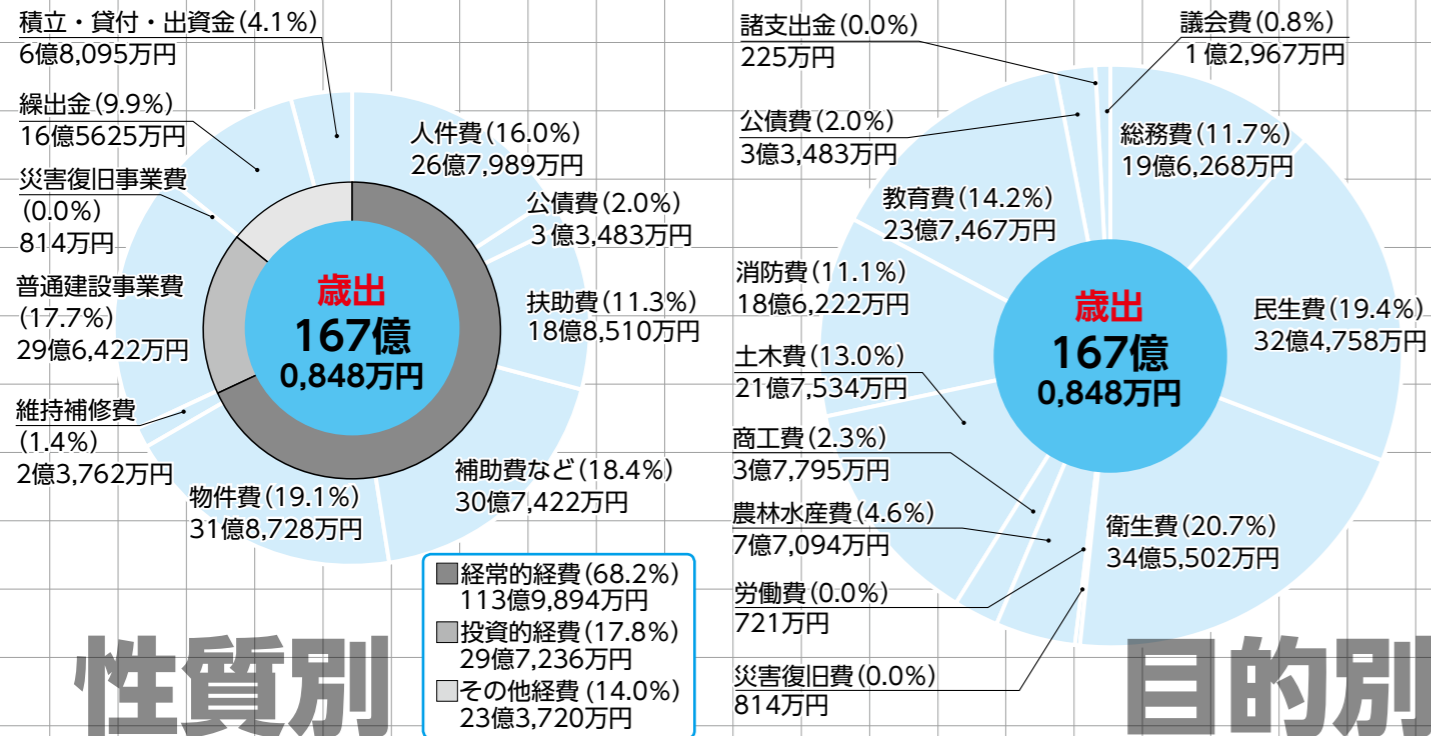 積立・貸付・出資金(4.1%)
6億8,095万円
繰出金(9.9%)
16億5625万円
災害復旧事業費
(0.0%)
814万円
普通建設事業費
(17.7%)
29億6,422万円
維持補修費
(1.4%)
2億3,762万円
人件費(16.0%)
26億7,989万円
公債費(2.0%)
3億3,483万円
扶助費(11.3%)
18億8,510万円
補助費など(18.4%)
30億7,422万円
物件費(19.1%)
31億8,728万円
歳出
167億
0,848万円
■経常的経費(68.2%)
113億9,894万円
■投資的経費(17.8%)
29億7,236万円
□その他経費(14.0%)
23億3,720万円
性質別
諸支出金(0.0%)
225万円
公債費(2.0%)
3億3,483万円
教育費(14.2%)
23億7,467万円
消防費(11.1%)
18億6,222万円
土木費(13.0%)
21億7,534万円
商工費(2.3%)
3億7,795万円
農林水産費(4.6%)
7億7,094万円
労働費(0.0%)
721万円
災害復旧費(0.0%)
814万円
議会費(0.8%)
1億2,967万円
総務費(11.7%)
19億6,268万円
民生費(19.4%)
32億4,758万円
衛生費(20.7%)
34億5,502万円
歳出
167億
0,848万円
目的別